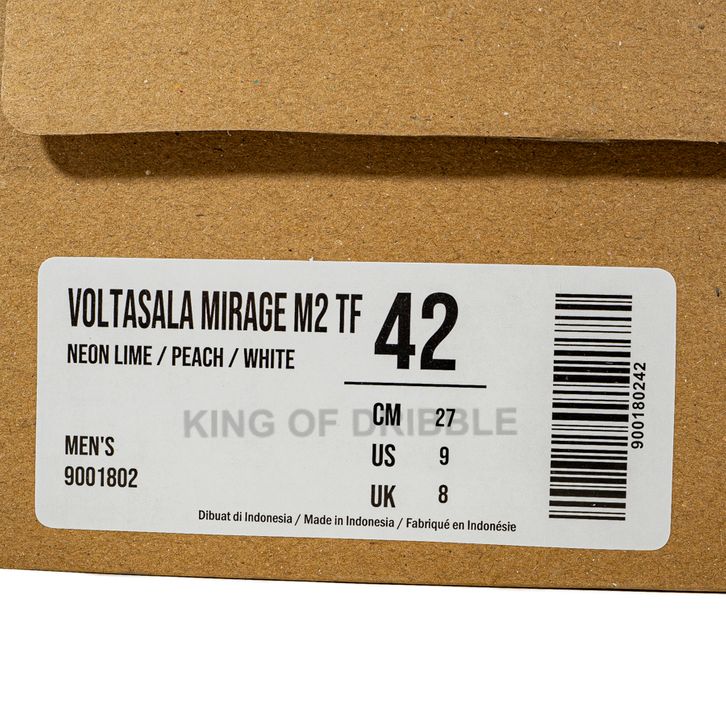 VOLTASALA MIRAGE M2 TF
NEON LIME / PEACH / WHITE
42
CM 27
US 9
UK 8
KING OF DRIBBLE
MEN'S
9001802
Dibuat di Indonesia / Made in Indonesia / Fabriqué en Indonésie
900180242